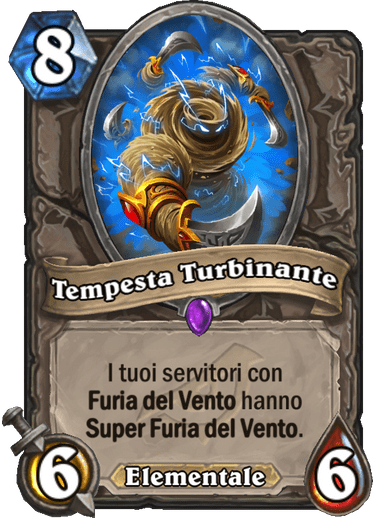 8
Tempesta Turbinante
I tuoi servitori con
Furia del Vento hanno
Super Furia del Vento.
6
Elementale
6